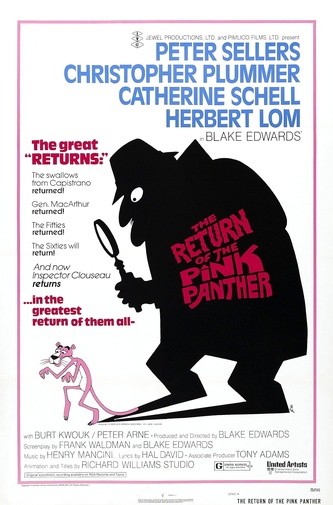 JEWEL PRODUCTIONS, LTD. and PIMLICO FILMS, LTD. present
PETER SELLERS
CHRISTOPHER PLUMMER
CATHERINE SCHELL
HERBERT LOM
in BLAKE EDWARDS'
The great
"RETURNS:"
The swallows
from Capistrano
returned!
Gen. MacArthur
returned!
The Fifties
returned!
The Sixties will
return!
And now
Inspector Clouseau
returns
...in the
greatest
return of them all-
THE
RETURN
OF THE
PINK
PANTHER
with BURT KWOUK / PETER ARNE • Produced and Directed by BLAKE EDWARDS
Screenplay by FRANK WALDMAN and BLAKE EDWARDS
Music by HENRY MANCINI Lyrics by HAL DAVID • Associate Producer TONY ADAMS
Animation and Titles by RICHARD WILLIAMS STUDIO
G
United Artists
THE RETURN OF THE PINK PANTHER